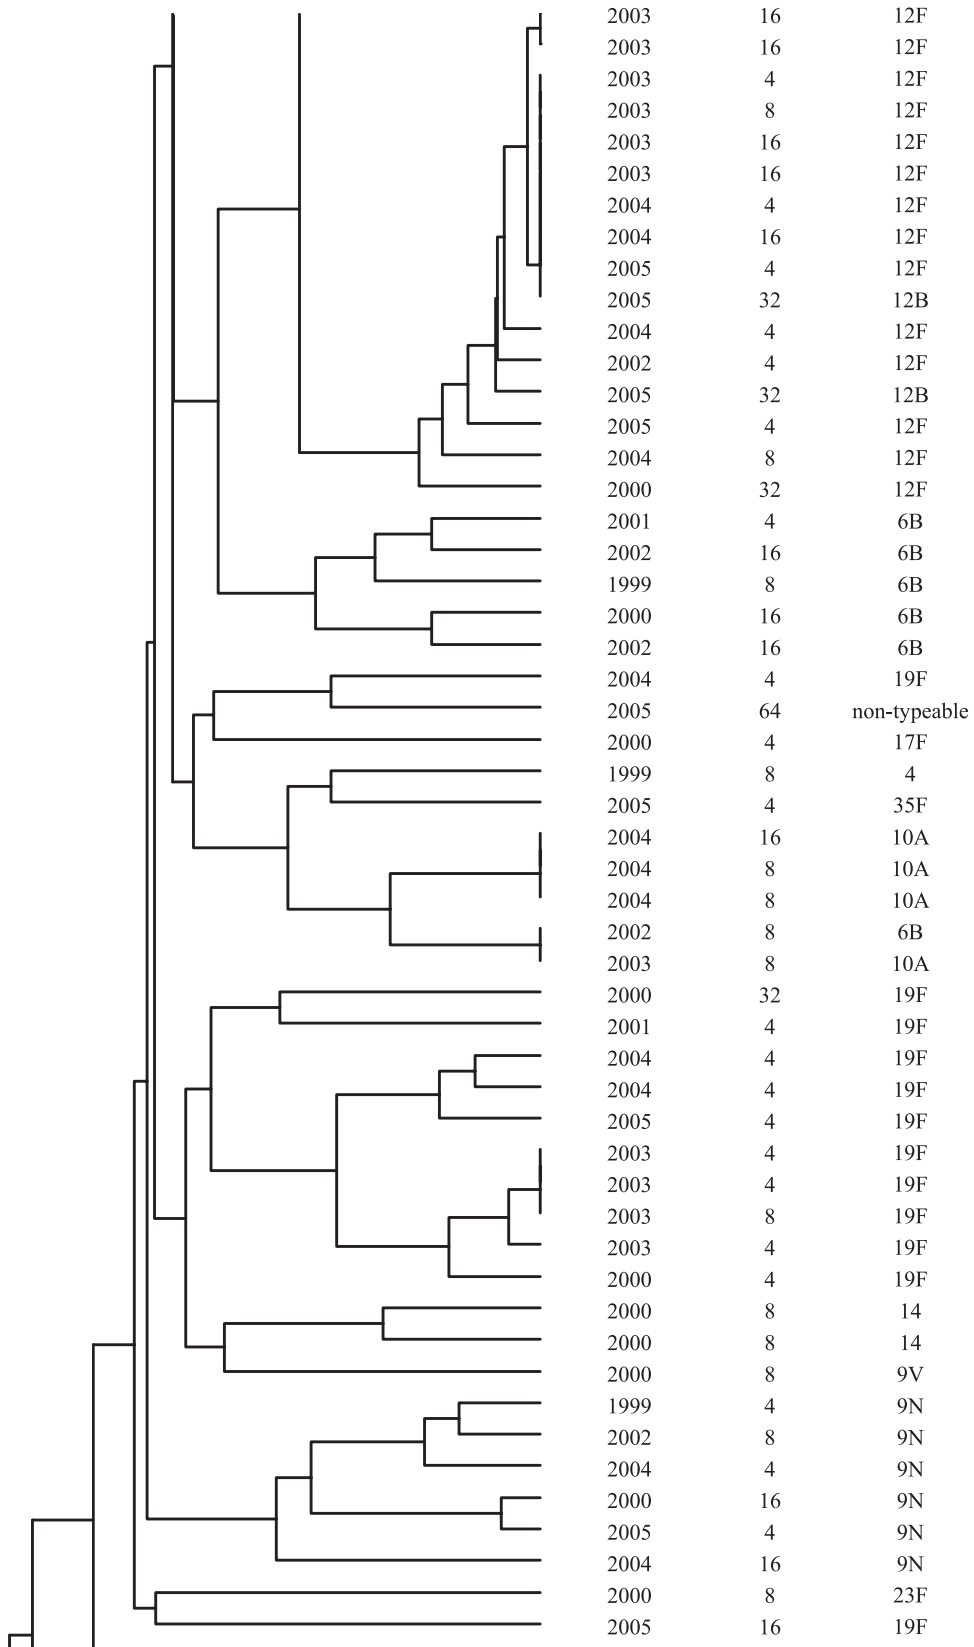 2003 16 12F
2003 16 12F
2003 4 12F
2003 8 12F
2003 16 12F
2003 16 12F
2004 4 12F
2004 16 12F
2005 4 12F
2005 32 12B
2004 4 12F
2002 4 12F
2005 32 12B
2005 4 12F
2004 8 12F
2000 32 12F
2001 4 6B
2002 16 6B
1999 8 6B
2000 16 6B
2002 16 6B
2004 4 19F
2005 64 non-typeable
2000 4 17F
1999 8 4
2005 4 35F
2004 16 10A
2004 8 10A
2004 8 10A
2002 8 6B
2003 8 10A
2000 32 19F
2001 4 19F
2004 4 19F
2004 4 19F
2005 4 19F
2003 4 19F
2003 4 19F
2003 8 19F
2003 4 19F
2000 4 19F
2000 8 14
2000 8 14
2000 8 9V
1999 4 9N
2002 8 9N
2004 4 9N
2000 16 9N
2005 4 9N
2004 16 9N
2000 8 23F
2005 16 19F